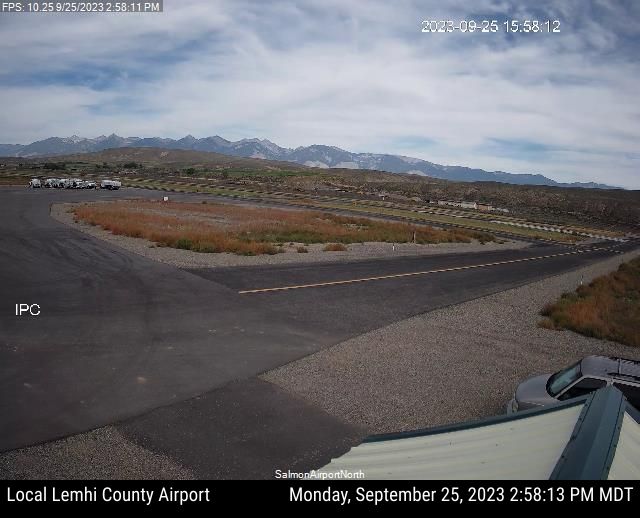 FPS: 10.25 9/25/2023 2:58:11 PM
2023-09-25 15:58:12
IPC
SalmonAirportNorth
Local Lemhi County Airport Monday, September 25, 2023 2:58:13 PM MDT